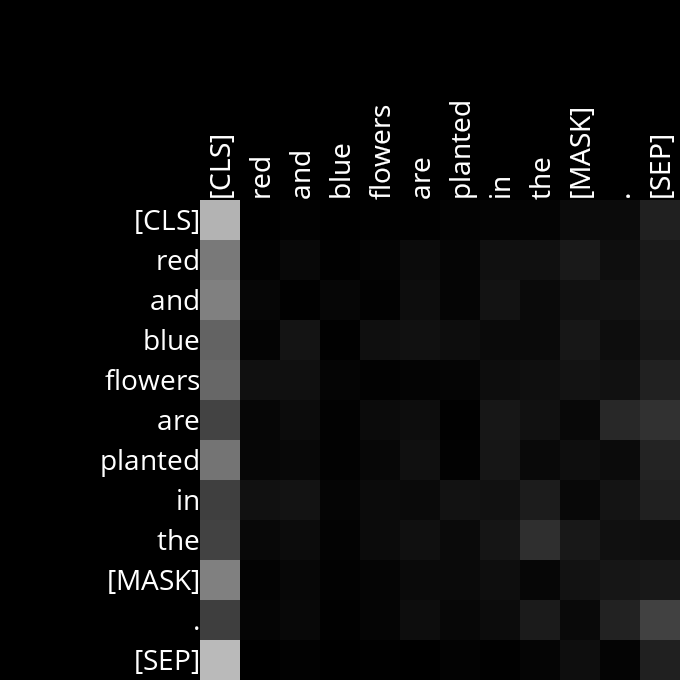 [CLS] red and blue flowers are planted in the [MASK] . [SEP]
[CLS]
red
and
blue
flowers
are
planted
in
the
[MASK]
.
[SEP]